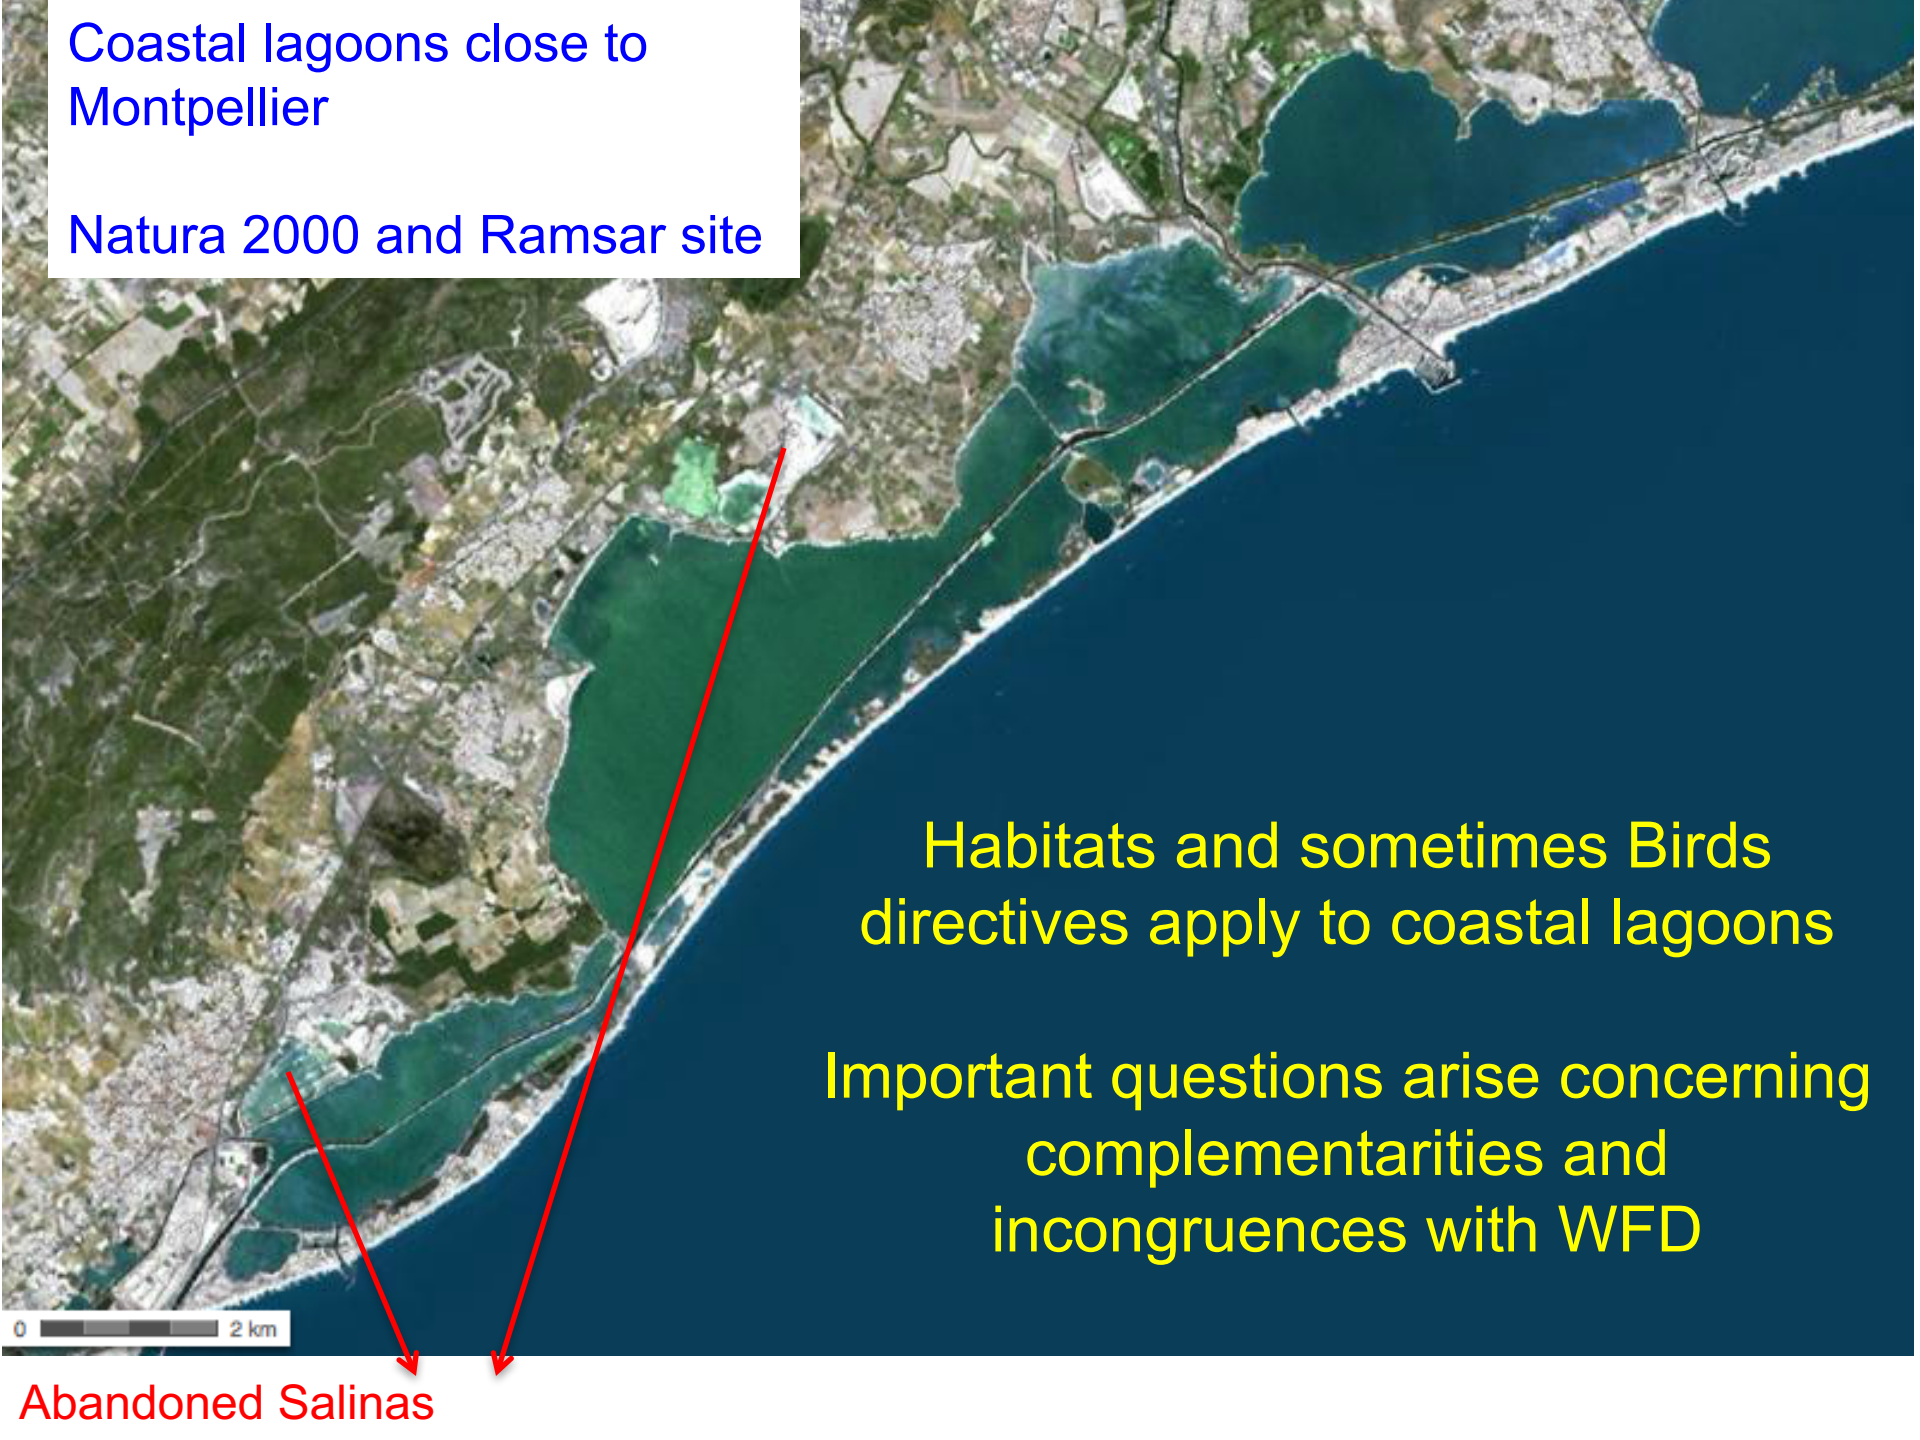 Coastal lagoons close to
Montpellier
Natura 2000 and Ramsar site
Habitats and sometimes Birds
directives apply to coastal lagoons
Important questions arise concerning
complementarities and
incongruences with WFD
0 2 km
Abandoned Salinas